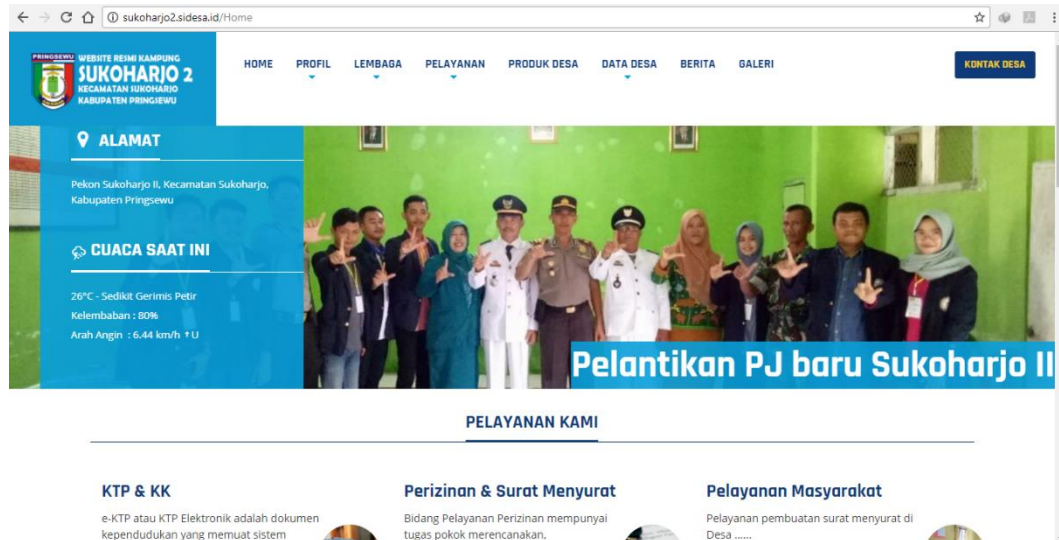 sukoharjo2.sidesa.id/Home
PRINGSEWU
WEBSITE RESMI KAMPUNG
SUKOHARJO 2
KECAMATAN SUKOHARJO
KABUPATEN PRINGSEWU
HOME PROFIL LEMBAGA PELAYANAN PRODUK DESA DATA DESA BERITA GALERI
KONTAK DESA
ALAMAT
Pekon Sukoharjo II, Kecamatan Sukoharjo,
Kabupaten Pringsewu
CUACA SAAT INI
26°C - Sedikit Gerimis Petir
Kelembaban : 80%
Arah Angin : 6.44 km/h ↑U
Pelantikan PJ baru Sukoharjo II
PELAYANAN KAMI
KTP & KK
e-KTP atau KTP Elektronik adalah dokumen
kependudukan yang memuat sistem
Perizinan & Surat Menyurat
Bidang Pelayanan Perizinan mempunyai
tugas pokok merencanakan,
Pelayanan Masyarakat
Pelayanan pembuatan surat menyurat di
Desa ......